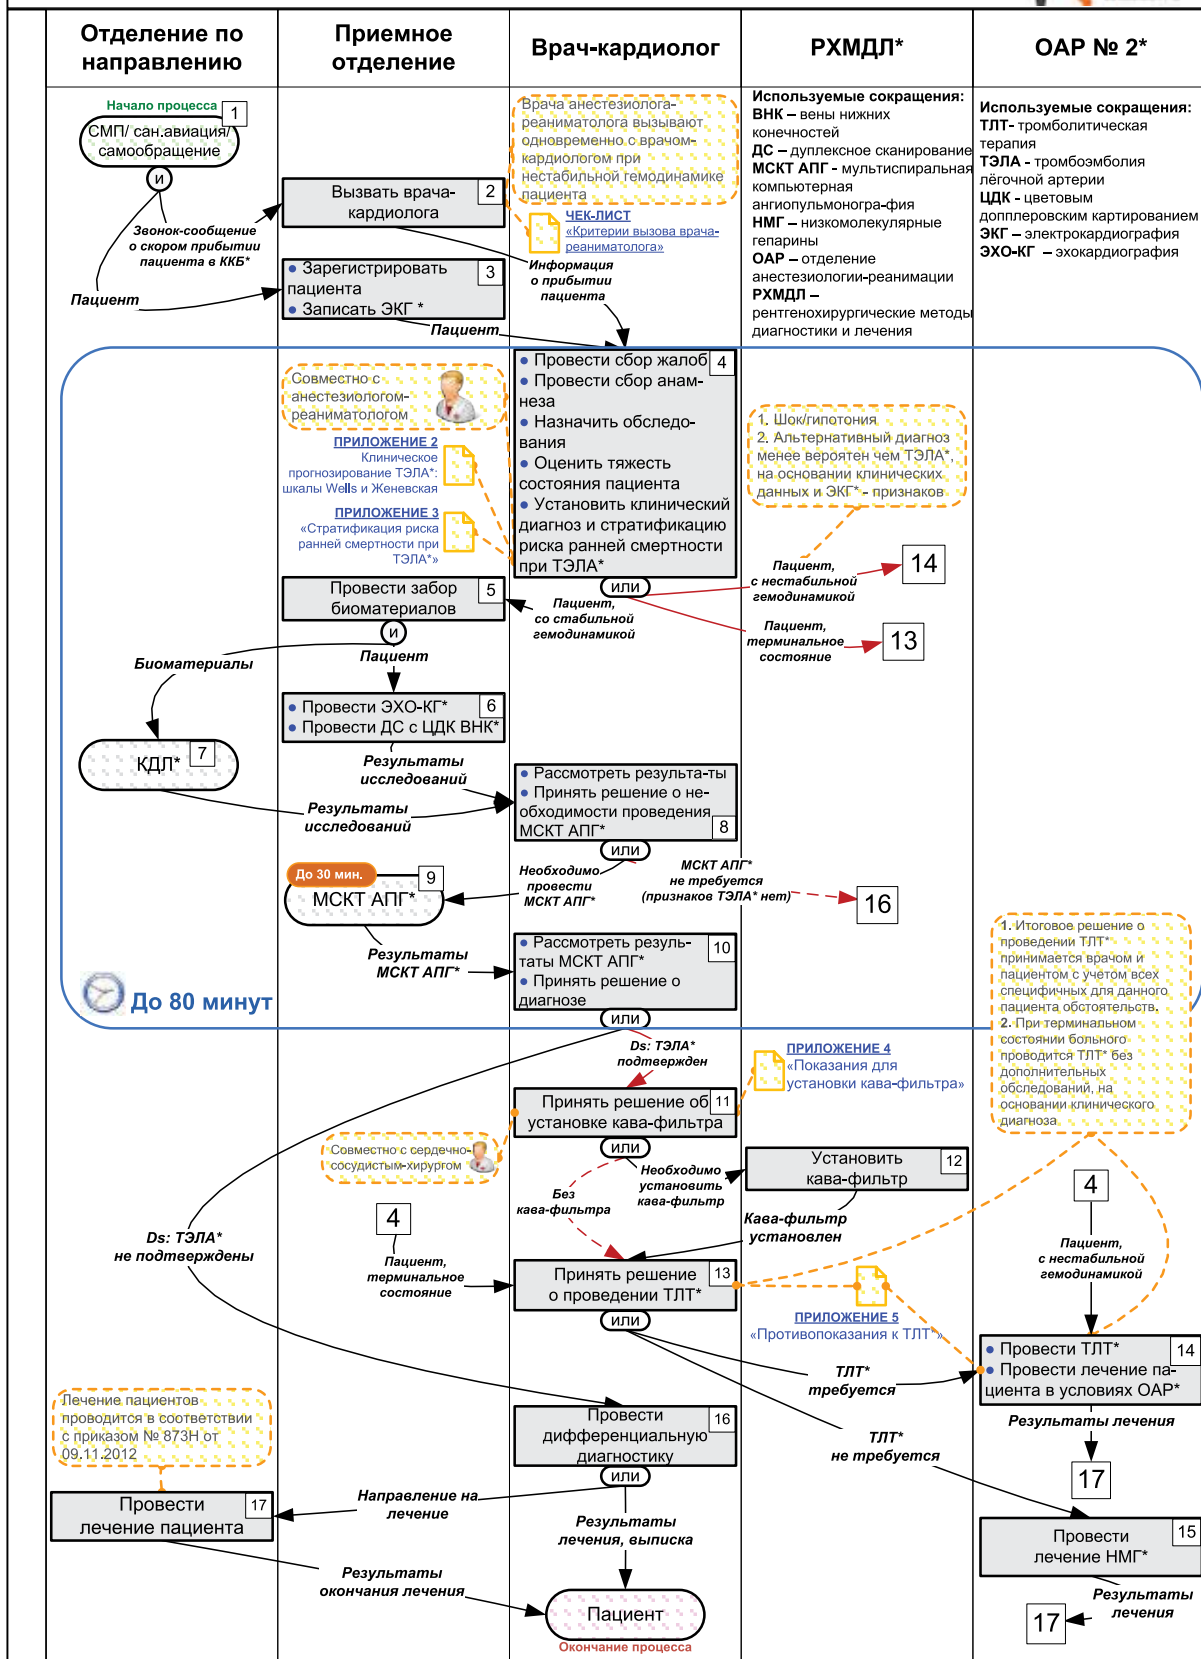 Отделение по
направлению
Приемное
отделение
Врач-кардиолог
РХМДЛ*
ОАР № 2*
Начало процесса
1
СМП/ сан.авиация/
самообращение
и
Звонок-сообщение
о скором прибытии
пациента в ККБ*
Пациент
Вызвать врача-
кардиолога
2
• Зарегистрировать
пациента
• Записать ЭКГ *
3
Пациент
Врача анестезиолога-
реаниматолога вызывают
одновременно с врачом-
кардиологом при
нестабильной гемодинамике
пациента
ЧЕК-ЛИСТ
«Критерии вызова врача-
реаниматолога»
Информация
о прибытии
пациента
Используемые сокращения:
ВНК – вены нижних
конечностей
ДС – дуплексное сканирование
МСКТ АПГ - мультиспиральная
компьютерная
ангиопульмоногра-фия
НМГ – низкомолекулярные
гепарины
ОАР – отделение
анестезиологии-реанимации
РХМДЛ –
рентгенохирургические методы
диагностики и лечения
Используемые сокращения:
ТЛТ- тромболитическая
терапия
ТЭЛА - тромбоэмболия
лёгочной артерии
ЦДК - цветовым
допплеровским картированием
ЭКГ – электрокардиография
ЭХО-КГ – эхокардиография
• Провести сбор жалоб
4
• Провести сбор анам-
неза
• Назначить обследо-
вания
• Оценить тяжесть
состояния пациента
• Установить клинический
диагноз и стратификацию
риска ранней смертности
при ТЭЛА*
или
Совместно с
анестезиологом-
реаниматологом
ПРИЛОЖЕНИЕ 2
Клиническое
прогнозирование ТЭЛА*:
шкалы Wells и Женевская
ПРИЛОЖЕНИЕ 3
«Стратификация риска
ранней смертности при
ТЭЛА*»
1. Шок/гипотония
2. Альтернативный диагноз
менее вероятен чем ТЭЛА*,
на основании клинических
данных и ЭКГ* - признаков
Пациент,
с нестабильной
гемодинамикой
14
Пациент,
терминальное
состояние
13
Пациент,
со стабильной
гемодинамикой
Провести забор
биоматериалов
5
и
Биоматериалы
Пациент
• Провести ЭХО-КГ*
• Провести ДС с ЦДК ВНК*
6
КДЛ*
7
Результаты
исследований
Результаты
исследований
• Рассмотреть результа-ты
• Принять решение о не-
обходимости проведения
МСКТ АПГ*
8
или
Необходимо
провести
МСКТ АПГ*
МСКТ АПГ*
не требуется
(признаков ТЭЛА* нет)
16
До 30 мин.
9
МСКТ АПГ*
Результаты
МСКТ АПГ*
• Рассмотреть резуль-
таты МСКТ АПГ*
• Принять решение о
диагнозе
10
или
До 80 минут
1. Итоговое решение о
проведении ТЛТ*
принимается врачом и
пациентом с учетом всех
специфичных для данного
пациента обстоятельств.
2. При терминальном
состоянии больного
проводится ТЛТ* без
дополнительных
обследований, на
основании клинического
диагноза
Ds: ТЭЛА*
подтвержден
ПРИЛОЖЕНИЕ 4
«Показания для
установки кава-фильтра»
Принять решение об
установке кава-фильтра
11
или
Совместно с сердечно-
сосудистым-хирургом
Без
кава-фильтра
Необходимо
установить
кава-фильтр
Установить
кава-фильтр
12
Кава-фильтр
установлен
4
Пациент,
терминальное
состояние
4
Пациент,
с нестабильной
гемодинамикой
Ds: ТЭЛА*
не подтверждены
Принять решение
о проведении ТЛТ*
13
или
ПРИЛОЖЕНИЕ 5
«Противопоказания к ТЛТ*»
ТЛТ*
требуется
• Провести ТЛТ*
• Провести лечение па-
циента в условиях ОАР*
14
Результаты лечения
17
ТЛТ*
не требуется
Лечение пациентов
проводится в соответствии
с приказом № 873Н от
09.11.2012
Провести
дифференциальную
диагностику
16
или
Направление на
лечение
Провести
лечение пациента
17
Результаты
лечения, выписка
Результаты
окончания лечения
Провести
лечение НМГ*
15
Результаты
лечения
17
Пациент
Окончание процесса